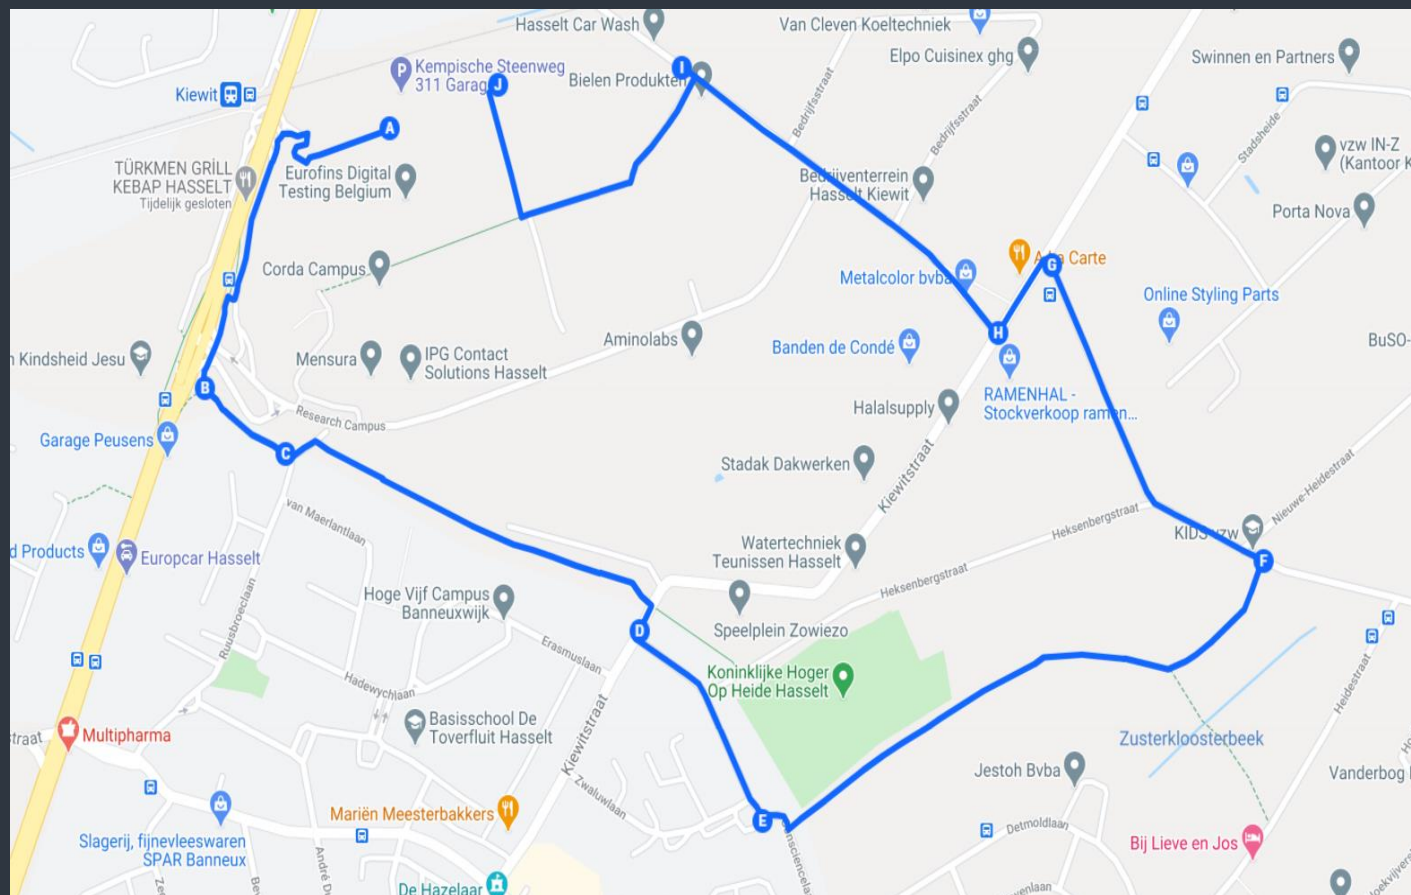 Hasselt Car Wash
Van Cleven Koeltechniek
Elpo Cuisinex ghg
Swinnen en Partners
Kempische Steenweg
311 Garag
J
I
Bielen Produkten
Kiewit
A
Bedrijfsstraat
Bedrijfsstraat
Stadsheide
vzw IN-Z
(Kantoor K
TÜRKMEN GRİLL
KEBAP HASSELT
Tijdelijk gesloten
Eurofins Digital
Testing Belgium
Bedrijventerrein
Hasselt Kiewit
Porta Nova
Corda Campus
Carte
G
Metalcolor bvba
Online Styling Parts
H
Aminolabs
Banden de Condé
BuSO-
n Kindsheid Jesu
Mensura
IPG Contact
Solutions Hasselt
B
RAMENHAL -
Stockverkoop ramen...
Halalsupply
Research Campus
Garage Peusens
C
Stadak Dakwerken
Kiewitstraat
Nieuwe-Heidestraat
van Maerlantlaan
Heksenbergstraat
KIDS vzw
d Products
Europcar Hasselt
Watertechniek
Teunissen Hasselt
F
Heksenbergstraat
Hoge Vijf Campus
Banneuxwijk
Ruusbroeclaan
D
Speelplein Zowiezo
Erasmuslaan
Koninklijke Hoger
Op Heide Hasselt
Hadewychlaan
Heidestraat
Basisschool De
Toverfluit Hasselt
Kiewitstraat
Multipharma
traat
Zusterkloosterbeek
Jestoh Bvba
Vanderbog
Zwaluwlaan
Mariën Meesterbakkers
E
Detmoldlaan
Slagerij, fijnevleeswaren
SPAR Banneux
Bij Lieve en Jos
De Hazelaar